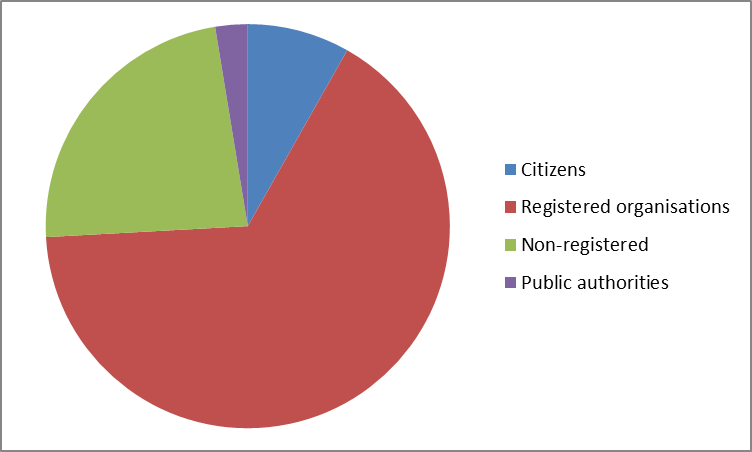 Citizens
Registered organisations
Non-registered
Public authorities